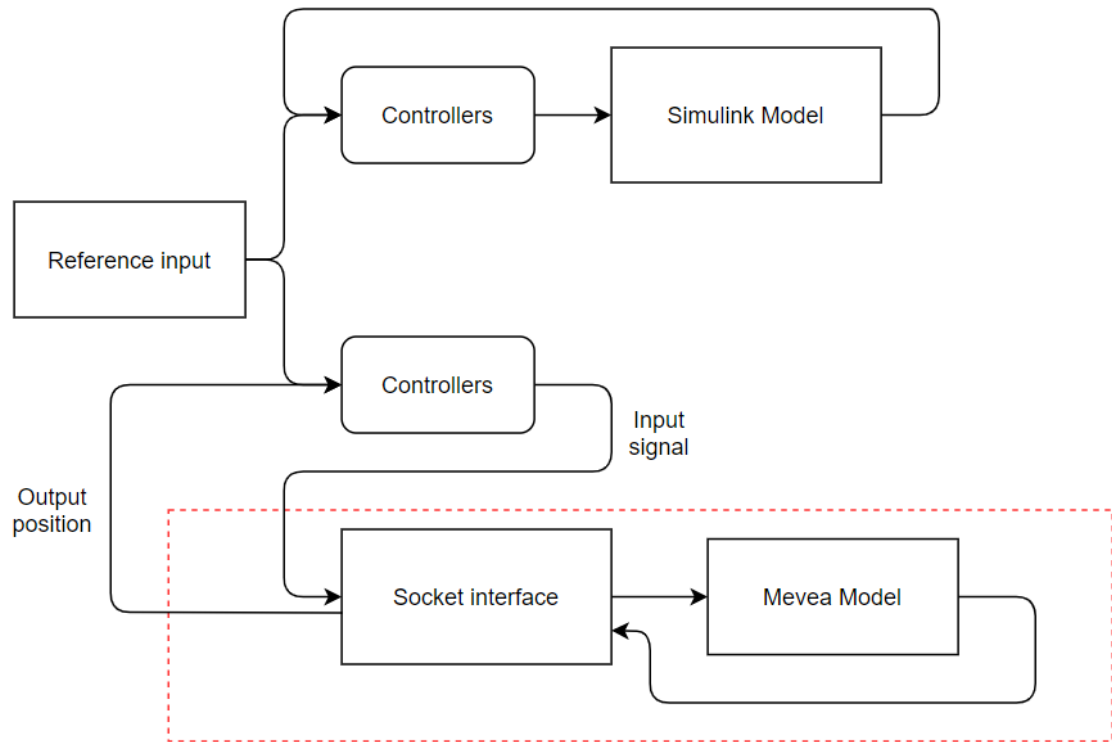 Controllers
Simulink Model
Reference input
Controllers
Input
signal
Output
position
Socket interface
Mevea Model